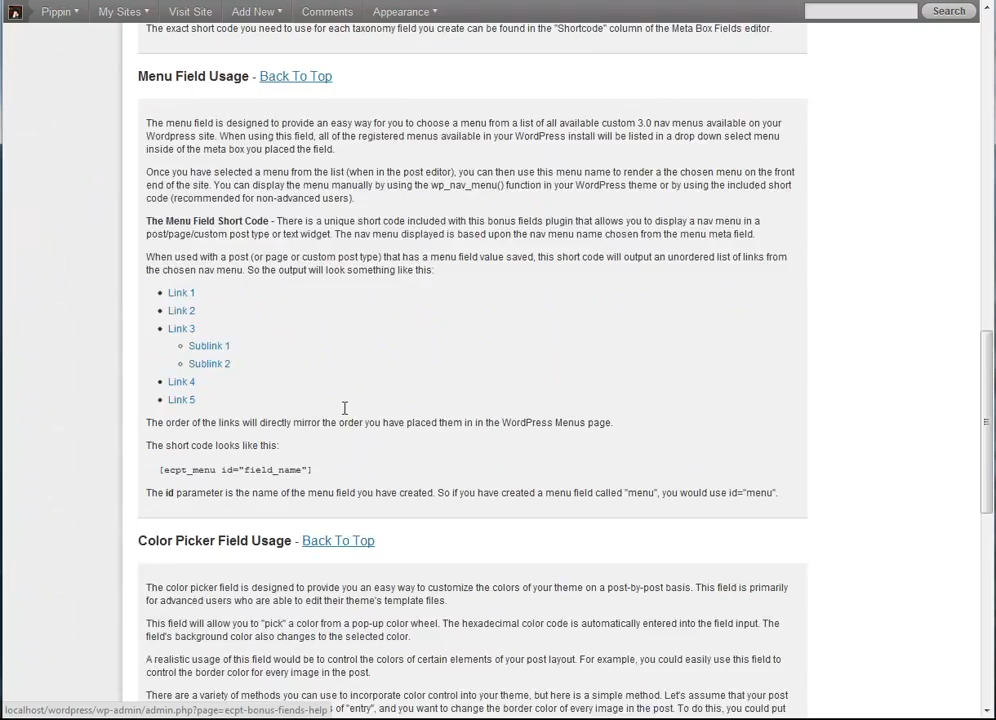 Pippin My Sites Visit Site Add New Comments Appearance Search
The exact short code you need to use for each taxonomy field you create can be found in the "Shortcode" column of the Meta Box Fields editor.
Menu Field Usage - Back To Top
The menu field is designed to provide an easy way for you to choose a menu from a list of all available custom 3.0 nav menus available on your
Wordpress site. When using this field, all of the registered menus available in your WordPress install will be listed in a drop down select menu
inside of the meta box you placed the field.
Once you have selected a menu from the list (when in the post editor), you can then use this menu name to render a the chosen menu on the front
end of the site. You can display the menu manually by using the wp_nav_menu() function in your WordPress theme or by using the included short
code (recommended for non-advanced users).
The Menu Field Short Code - There is a unique short code included with this bonus fields plugin that allows you to display a nav menu in a
post/page/custom post type or text widget. The nav menu displayed is based upon the nav menu name chosen from the menu meta field.
When used with a post (or page or custom post type) that has a menu field value saved, this short code will output an unordered list of links from
the chosen nav menu. So the output will look something like this:
Link 1
Link 2
Link 3
Sublink 1
Sublink 2
Link 4
Link 5
The order of the links will directly mirror the order you have placed them in in the WordPress Menus page.
The short code looks like this:
[ecpt_menu id="field_name"]
The id parameter is the name of the menu field you have created. So if you have created a menu field called "menu", you would use id="menu".
Color Picker Field Usage - Back To Top
The color picker field is designed to provide you an easy way to customize the colors of your theme on a post-by-post basis. This field is primarily
for advanced users who are able to edit their theme's template files.
This field will allow you to "pick" a color from a pop-up color wheel. The hexadecimal color code is automatically entered into the field input. The
field's background color also changes to the selected color.
A realistic usage of this field would be to control the colors of certain elements of your post layout. For example, you could easily use this field to
control the border color for every image in the post.
There are a variety of methods you can use to incorporate color control into your theme, but here is a simple method. Let's assume that your post
localhost/wordpress/wp-admin/admin.php?page=ecpt-bonus-fiends-help of "entry", and you want to change the border color of every image in the post. To do this, you could put